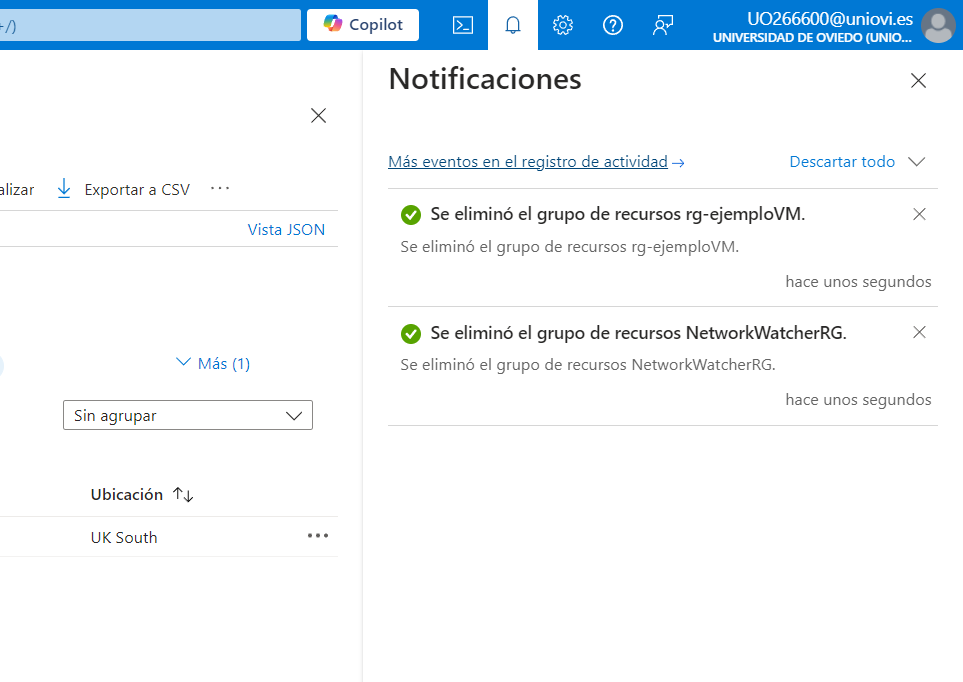 +/)
Copilot
UO266600@uniovi.es
UNIVERSIDAD DE OVIEDO (UNIO...
alizar
Exportar a CSV
Vista JSON
Más (1)
Sin agrupar
Ubicación
UK South
Notificaciones
Más eventos en el registro de actividad →
Descartar todo
Se eliminó el grupo de recursos rg-ejemploVM.
Se eliminó el grupo de recursos rg-ejemploVM.
hace unos segundos
Se eliminó el grupo de recursos NetworkWatcherRG.
Se eliminó el grupo de recursos NetworkWatcherRG.
hace unos segundos